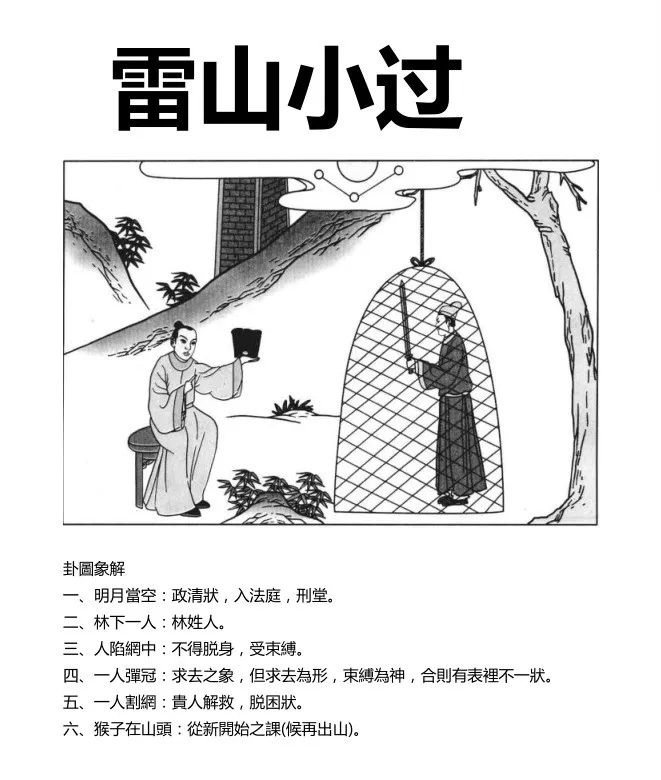 雷山小过
卦圖象解
一、明月當空：政清狀，入法庭，刑堂。
二、林下一人：林姓人。
三、人陷網中：不得脱身，受束縛。
四、一人彈冠：求去之象，但求去為形，束縛為神，合則有表裡不一狀。
五、一人割網：貴人解救，脱困狀。
六、猴子在山頭：從新開始之課(候再出山)。